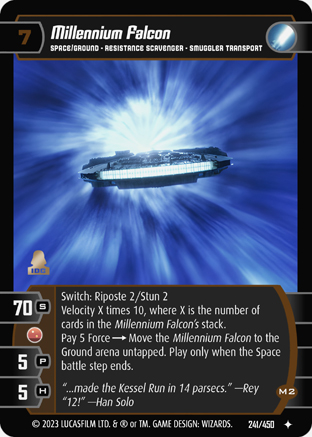 7
Millennium Falcon
SPACE/GROUND • RESISTANCE SCAVENGER • SMUGGLER TRANSPORT
IDC
70 S
5 P
5 H
Switch: Riposte 2/Stun 2
Velocity X times 10, where X is the number
of cards in the Millennium Falcon's stack.
Pay 5 Force → Move the Millennium Falcon to the
Ground arena untapped. Play only when the Space
battle step ends.
“...made the Kessel Run in 14 parsecs.” —Rey
“12!” —Han Solo
M2
© 2023 LUCASFILM LTD. & ® or TM. GAME DESIGN: WIZARDS. 241/450